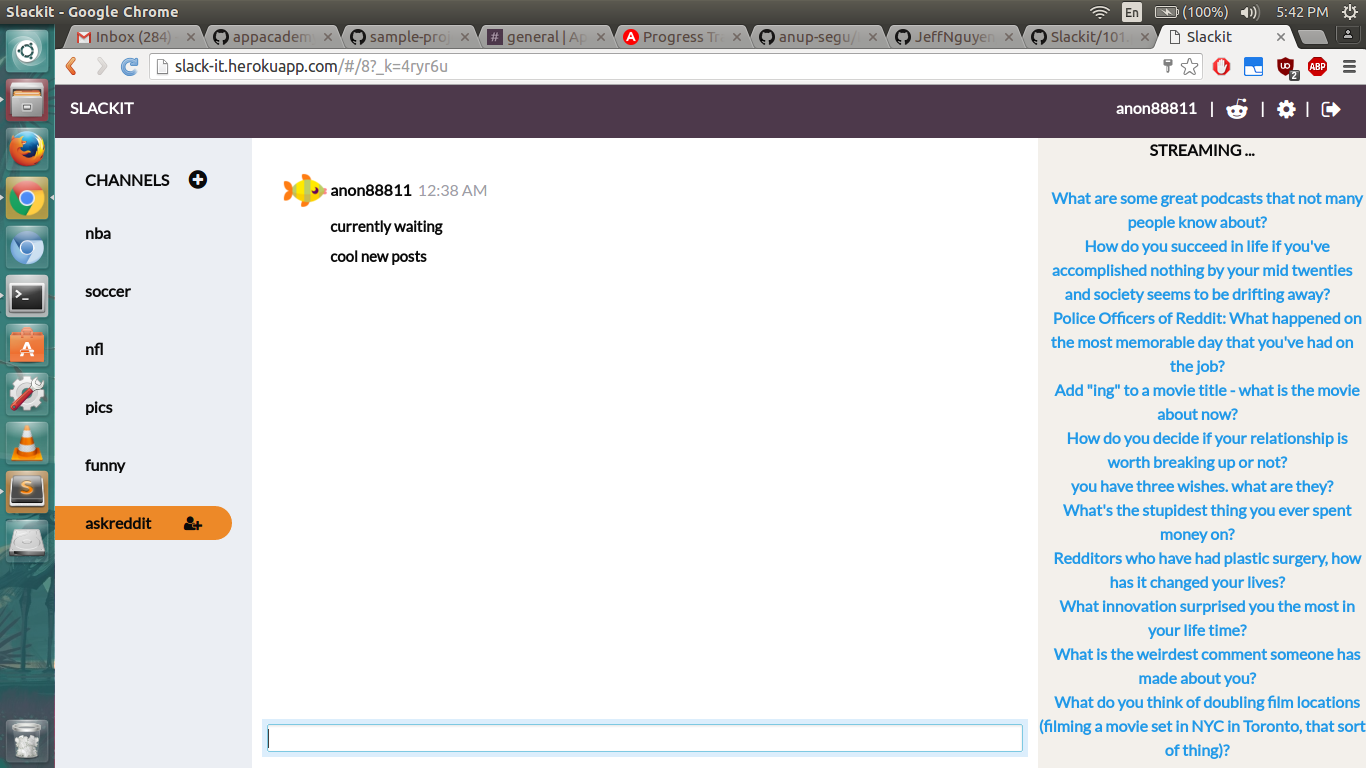 Slackit - Google Chrome
En
(100%)
5:42 PM
Inbox (284)
appacadem
sample-proj
general | Ap
Progress Tra
anup-segu/
JeffNguyen
Slackit/101.
Slackit
slack-it.herokuapp.com/#/8?_k=4ryr6u
2
ABP
SLACKIT
anon88811 | | |
CHANNELS
nba
soccer
nfl
pics
funny
askreddit
anon88811 12:38 AM
currently waiting
cool new posts
STREAMING ...
What are some great podcasts that not many
people know about?
How do you succeed in life if you've
accomplished nothing by your mid twenties
and society seems to be drifting away?
Police Officers of Reddit: What happened on
the most memorable day that you've had on
the job?
Add "ing" to a movie title - what is the movie
about now?
How do you decide if your relationship is
worth breaking up or not?
you have three wishes. what are they?
What's the stupidest thing you ever spent
money on?
Redditors who have had plastic surgery, how
has it changed your lives?
What innovation surprised you the most in
your life time?
What is the weirdest comment someone has
made about you?
What do you think of doubling film locations
(filming a movie set in NYC in Toronto, that sort
of thing)?